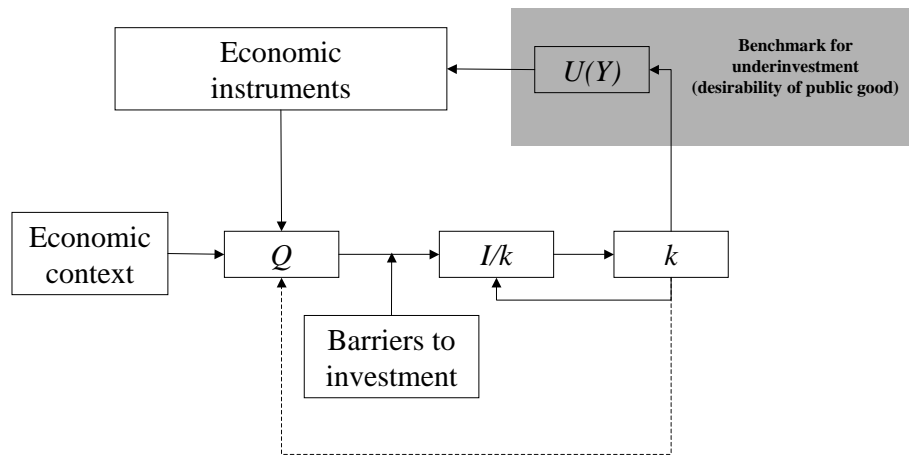 Economic
instruments
U(Y)
Benchmark for
underinvestment
(desirability of public good)
Economic
context
Q
I/k
k
Barriers to
investment